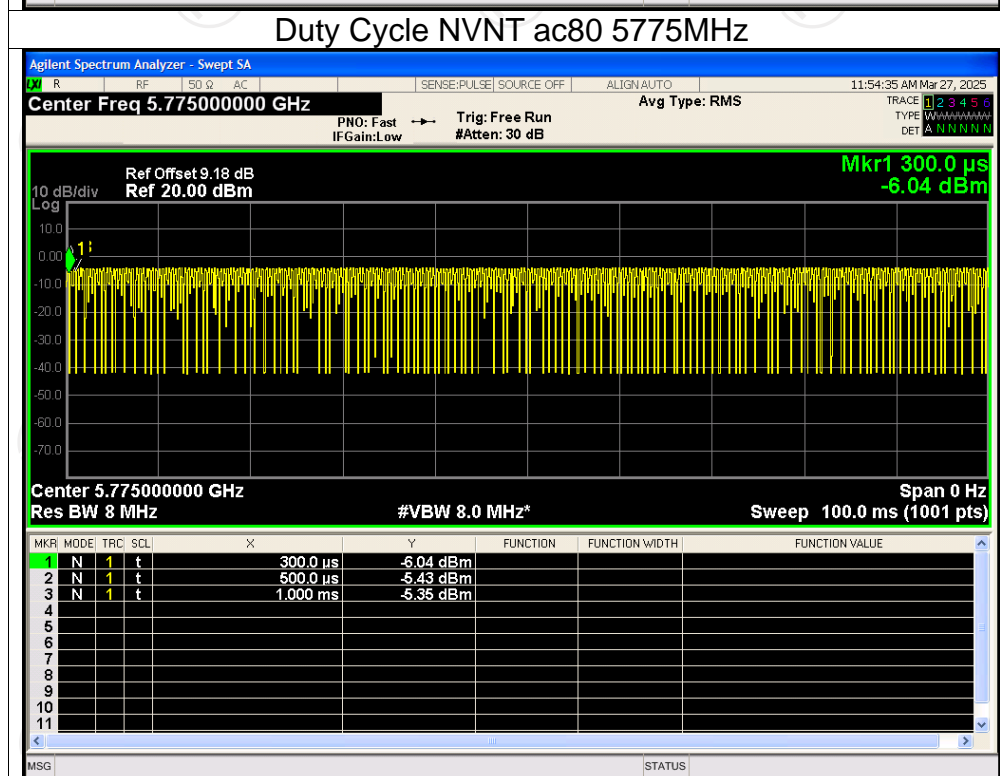 Duty Cycle NVNT ac80 5775MHz
Agilent Spectrum Analyzer - Swept SA
LXI R RF 50 Ω AC SENSE:PULSE SOURCE OFF ALIGN AUTO 11:54:35 AM Mar 27, 2025
Center Freq 5.775000000 GHz Avg Type: RMS TRACE 1 2 3 4 5 6
PNO: Fast Trig: Free Run TYPE WWWWWW
IFGain:Low #Atten: 30 dB DET A N N N N N
Mkr1 300.0 µs
Ref Offset 9.18 dB
10 dB/div Ref 20.00 dBm -6.04 dBm
Log
10.0
1
0.00
-10.0
-20.0
-30.0
-40.0
-50.0
-60.0
-70.0
Center 5.775000000 GHz Span 0 Hz
Res BW 8 MHz #VBW 8.0 MHz* Sweep 100.0 ms (1001 pts)
MKR MODE TRC SCL X Y FUNCTION FUNCTION WIDTH FUNCTION VALUE
1 N 1 t 300.0 µs -6.04 dBm
2 N 1 t 500.0 µs -5.43 dBm
3 N 1 t 1.000 ms -5.35 dBm
4
5
6
7
8
9
10
11
MSG STATUS